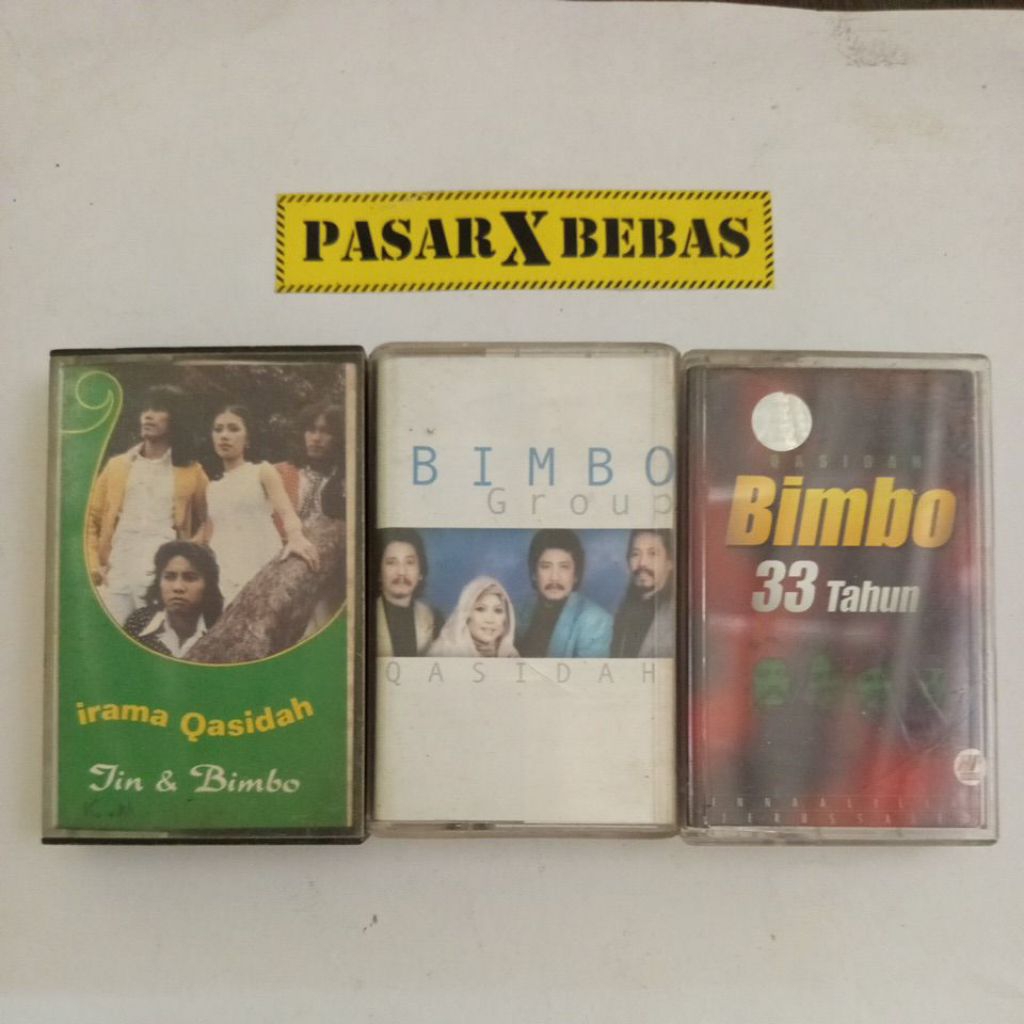 PASAR X BEBAS
irama Qasidah
Iin & Bimbo
BIMBO
Group
QASIDAH
QASIDAH
Bimbo
33 Tahun